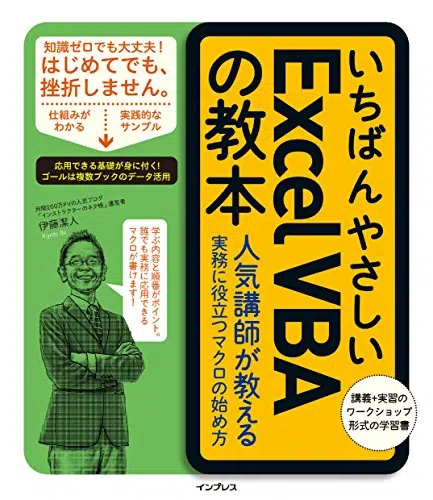 知識ゼロでも大丈夫！
はじめてでも、
挫折しません。
仕組みが
わかる
実践的な
サンプル
応用できる基礎が身に付く！
ゴールは複数ブックのデータ活用
月間200万PVの人気ブログ
「インストラクターのネタ帳」運営者
伊藤潔人
Kiyoto Ito
学ぶ内容と順番がポイント。
誰でも実務に応用できる
マクロが書けます！
いちばんやさしい
Excel VBA
の教本
人気講師が教える
実務に役立つマクロの始め方
講義+実習の
ワークショップ
形式の学習書
インプレス